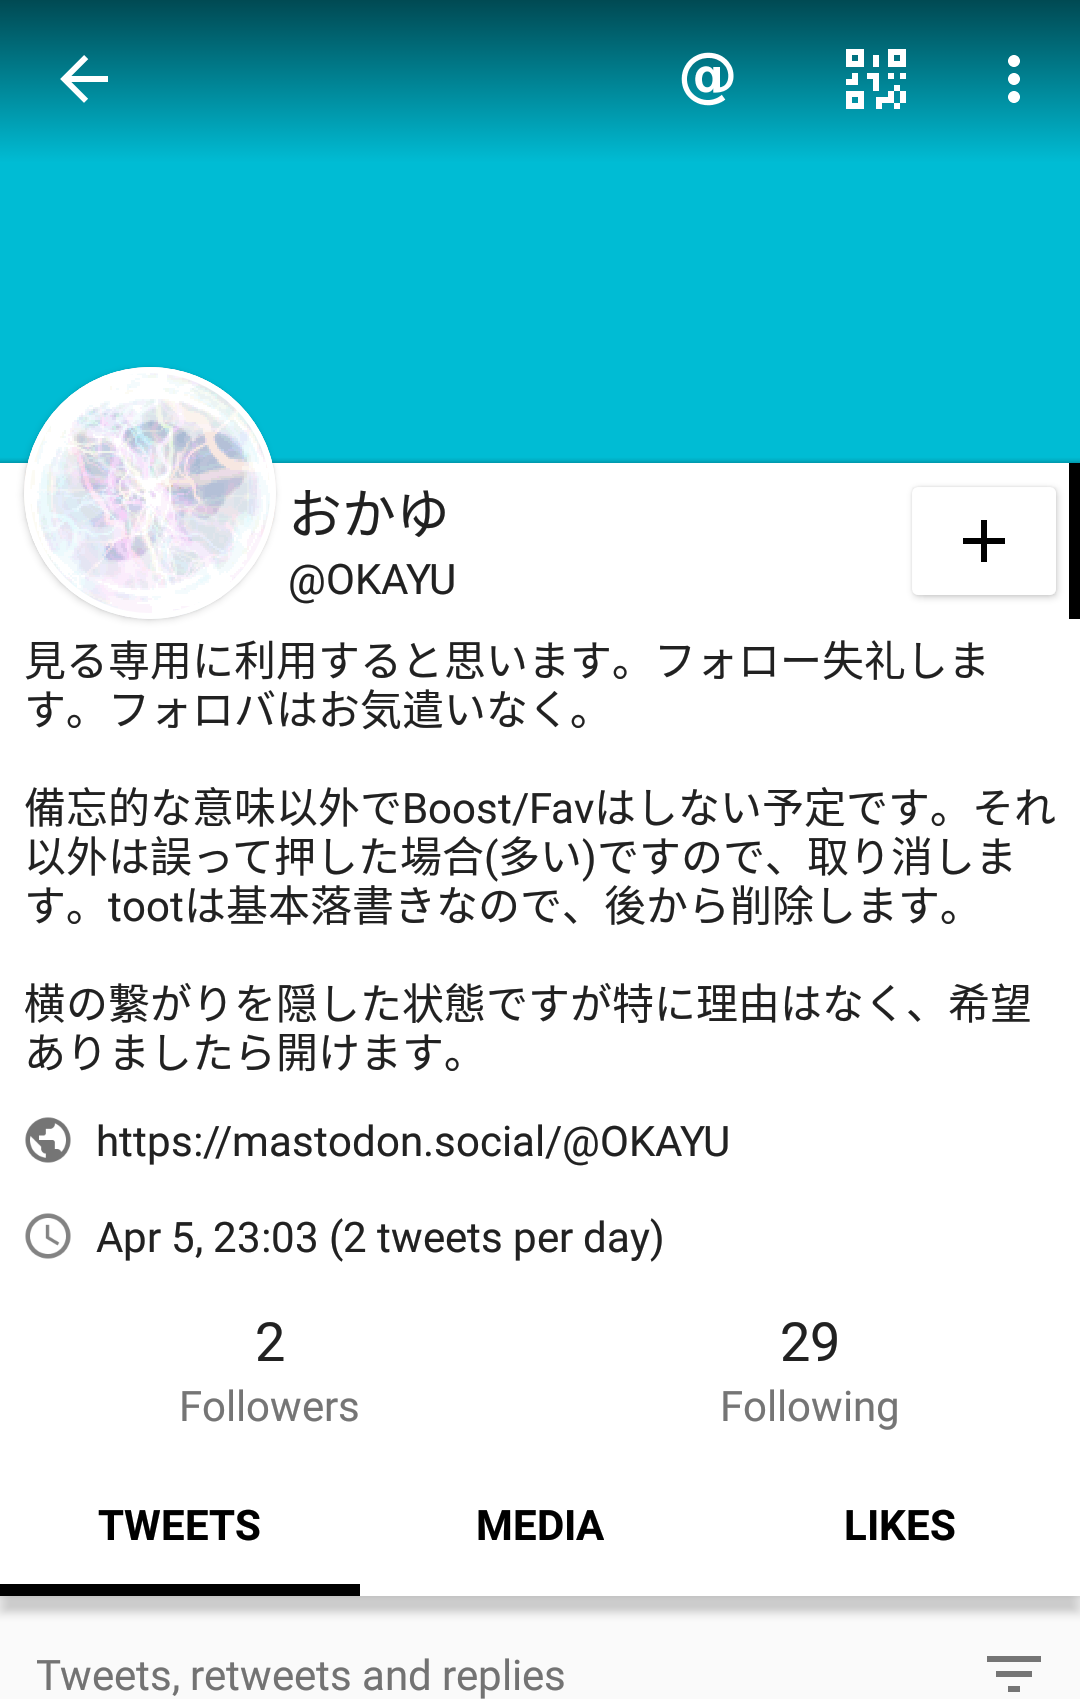 @
おかゆ
@OKAYU
見る専用に利用すると思います。フォロー失礼しま
す。フォロバはお気遣いなく。
備忘的な意味以外でBoost/Favはしない予定です。それ
以外は誤って押した場合(多い)ですので、取り消しま
す。tootは基本落書きなので、後から削除します。
横の繋がりを隠した状態ですが特に理由はなく、希望
ありましたら開けます。
https://mastodon.social/@OKAYU
Apr 5, 23:03 (2 tweets per day)
2 29
Followers Following
TWEETS MEDIA LIKES
Tweets, retweets and replies